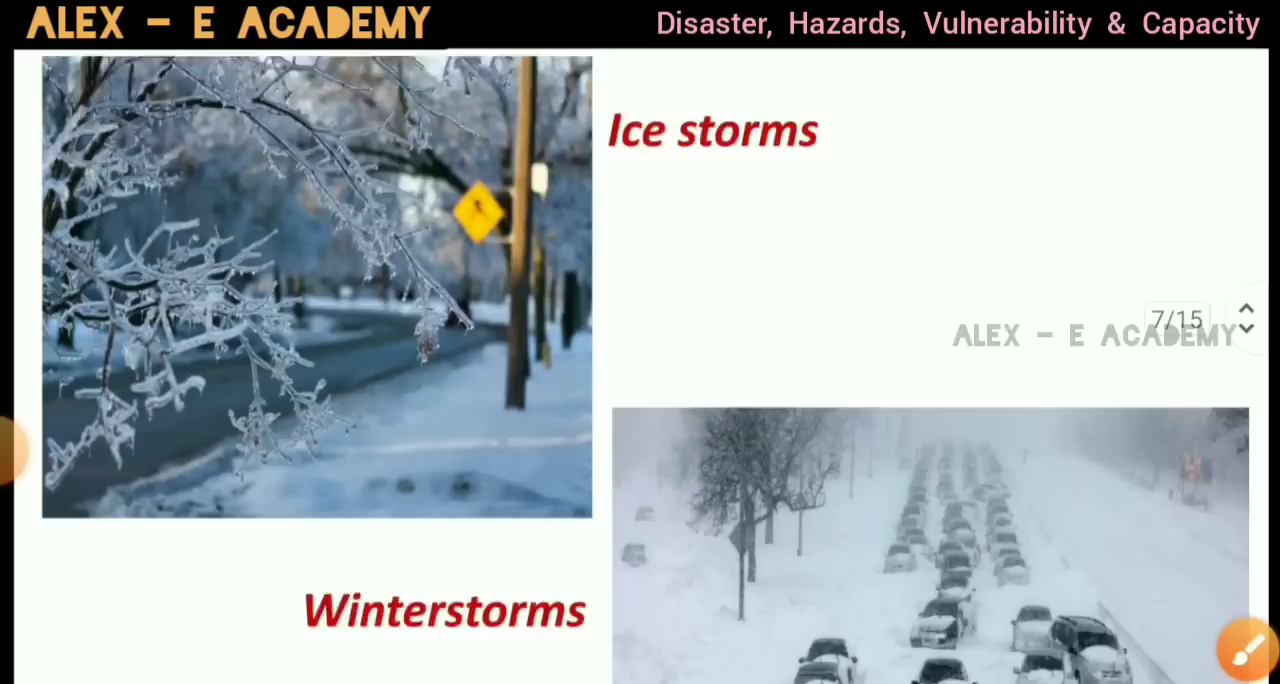 ALEX – E ACADEMY
Disaster, Hazards, Vulnerability & Capacity
Ice storms
7/15
ALEX – E ACADEMY
Winterstorms